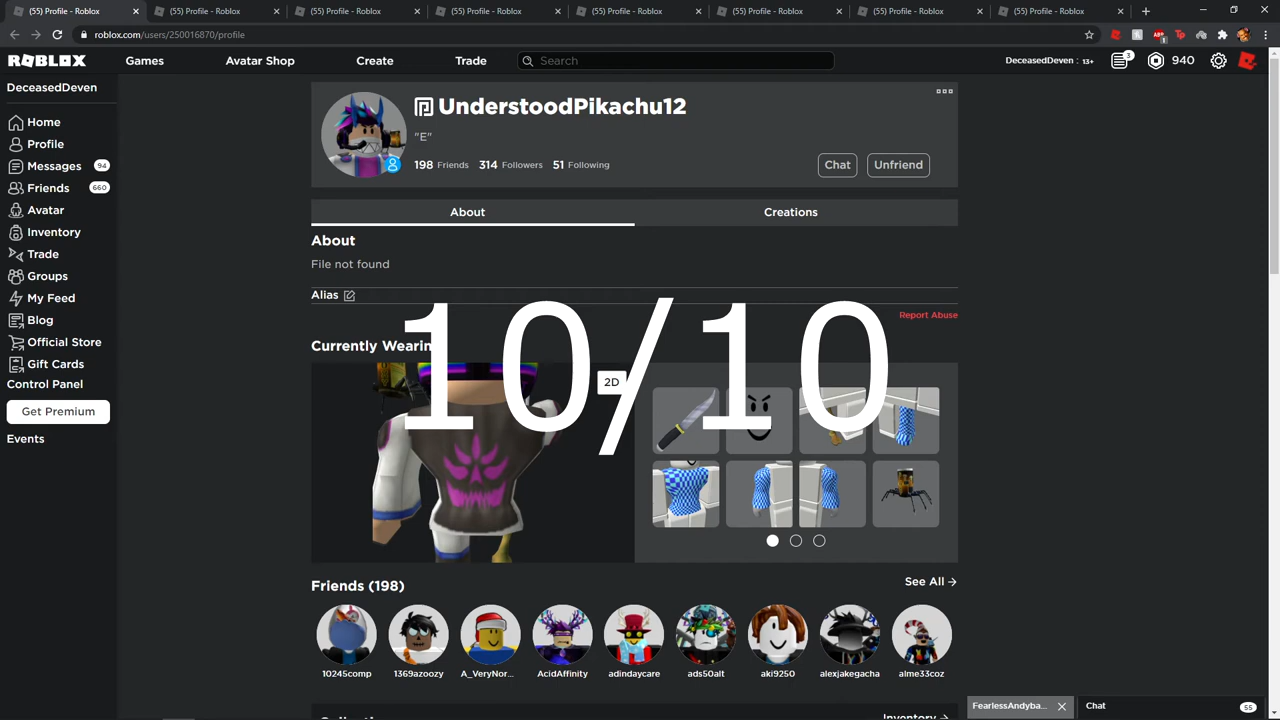 (55) Profile - Roblox
(55) Profile - Roblox
(55) Profile - Roblox
(55) Profile - Roblox
(55) Profile - Roblox
(55) Profile - Roblox
(55) Profile - Roblox
(55) Profile - Roblox
roblox.com/users/250016870/profile
ROBLOX
Games
Avatar Shop
Create
Trade
Search
DeceasedDeven : 13+
3
940
DeceasedDeven
Home
Profile
Messages 94
Friends 660
Avatar
Inventory
Trade
Groups
My Feed
Blog
Official Store
Gift Cards
Control Panel
Get Premium
Events
UnderstoodPikachu12
"E"
198 Friends 314 Followers 51 Following
Chat
Unfriend
About
Creations
About
File not found
Alias
Report Abuse
Currently Wearing
10/10
2D
Friends (198)
See All →
10245comp
1369azoozy
A_VeryNor...
AcidAffinity
adindaycare
ads50alt
aki9250
alexjakegacha
alme33coz
Inventory →
FearlessAndyba...
Chat
55